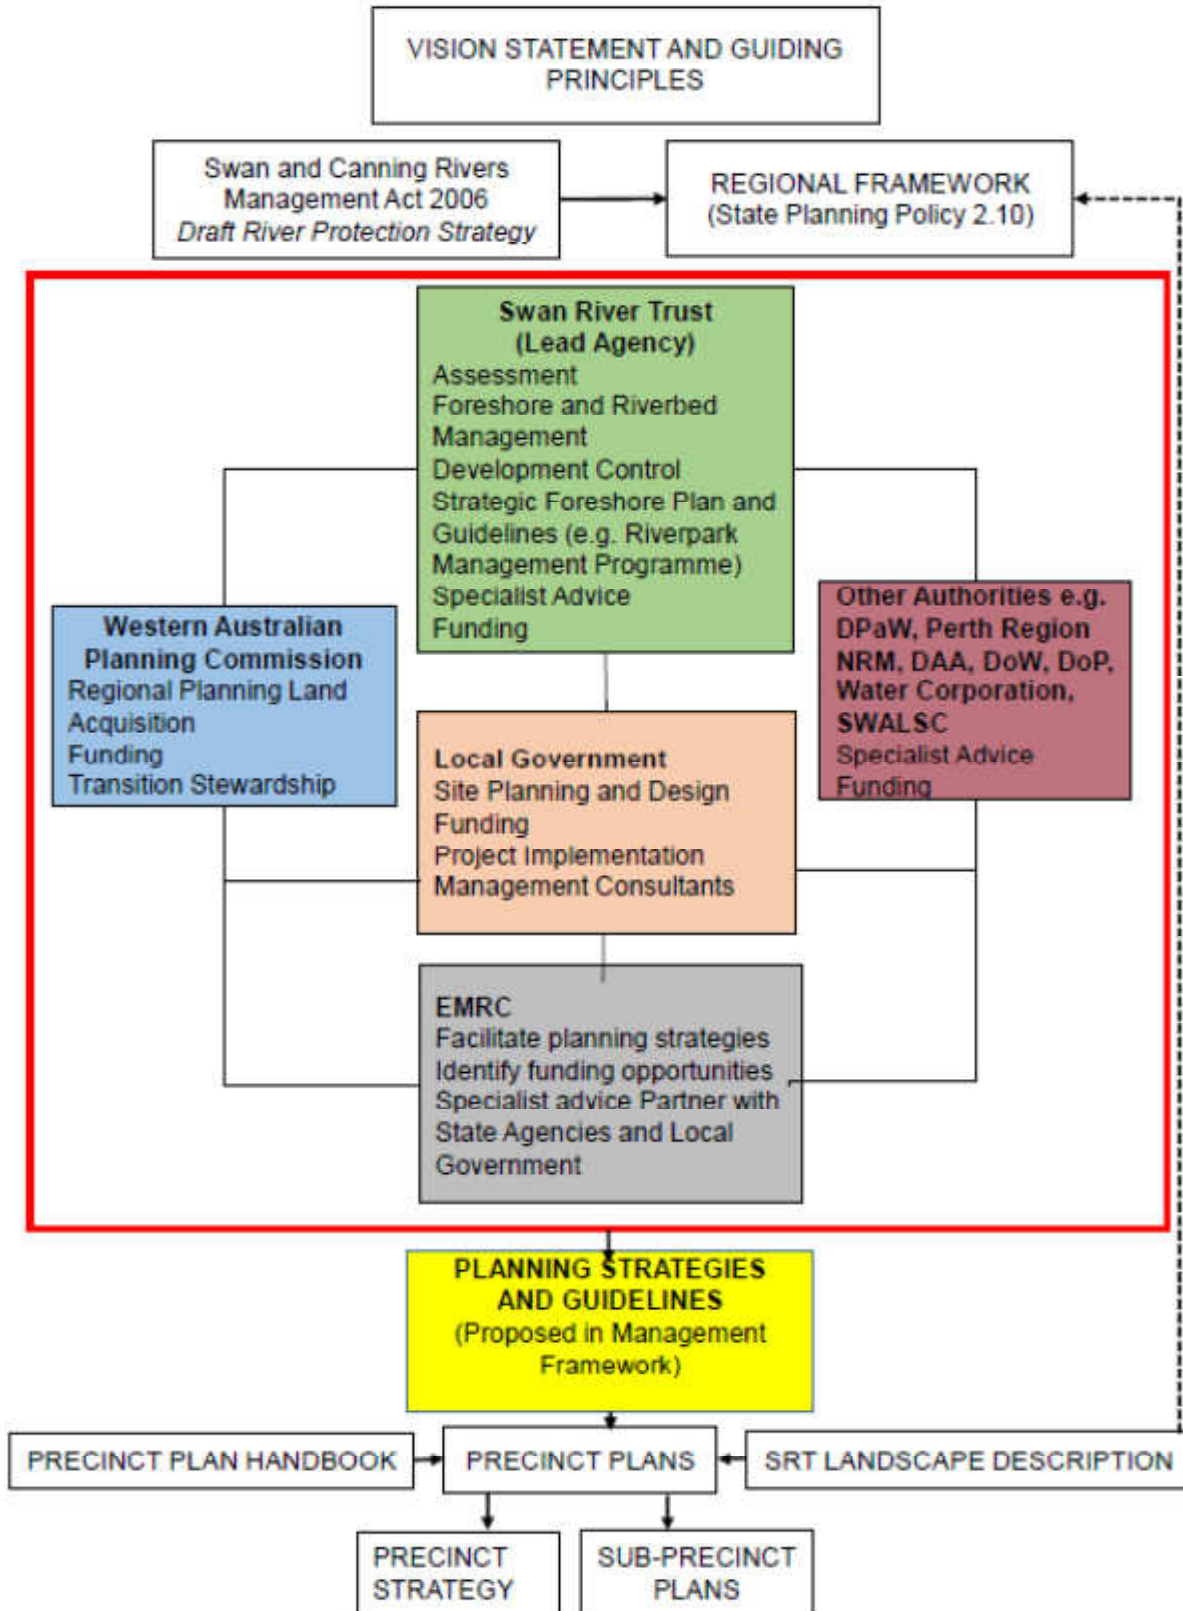 VISION STATEMENT AND GUIDING
PRINCIPLES
Swan and Canning Rivers
Management Act 2006
Draft River Protection Strategy
REGIONAL FRAMEWORK
(State Planning Policy 2.10)
Swan River Trust
(Lead Agency)
Assessment
Foreshore and Riverbed
Management
Development Control
Strategic Foreshore Plan and
Guidelines (e.g. Riverpark
Management Programme)
Specialist Advice
Funding
Western Australian
Planning Commission
Regional Planning Land
Acquisition
Funding
Transition Stewardship
Other Authorities e.g.
DPaW, Perth Region
NRM, DAA, DoW, DoP,
Water Corporation,
SWALSC
Specialist Advice
Funding
Local Government
Site Planning and Design
Funding
Project Implementation
Management Consultants
EMRC
Facilitate planning strategies
Identify funding opportunities
Specialist advice Partner with
State Agencies and Local
Government
PLANNING STRATEGIES
AND GUIDELINES
(Proposed in Management
Framework)
PRECINCT PLAN HANDBOOK
PRECINCT PLANS
SRT LANDSCAPE DESCRIPTION
PRECINCT
STRATEGY
SUB-PRECINCT
PLANS